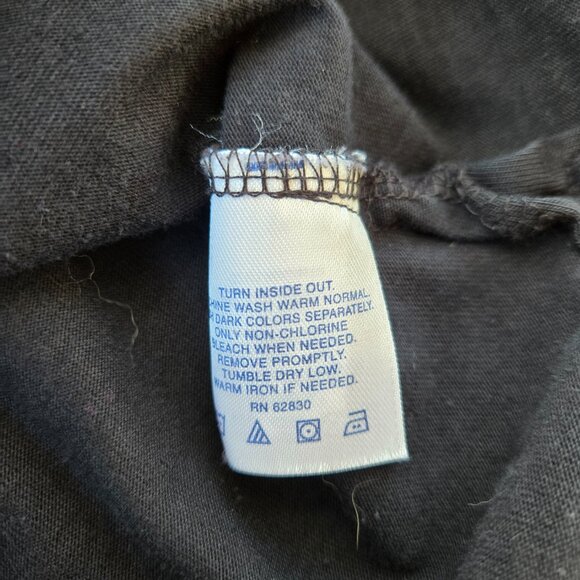 TURN INSIDE OUT.
HINE WASH WARM NORMAL,
DARK COLORS SEPARATELY.
ONLY NON-CHLORINE
BLEACH WHEN NEEDED.
REMOVE PROMPTLY.
TUMBLE DRY LOW.
WARM IRON IF NEEDED.
RN 62830